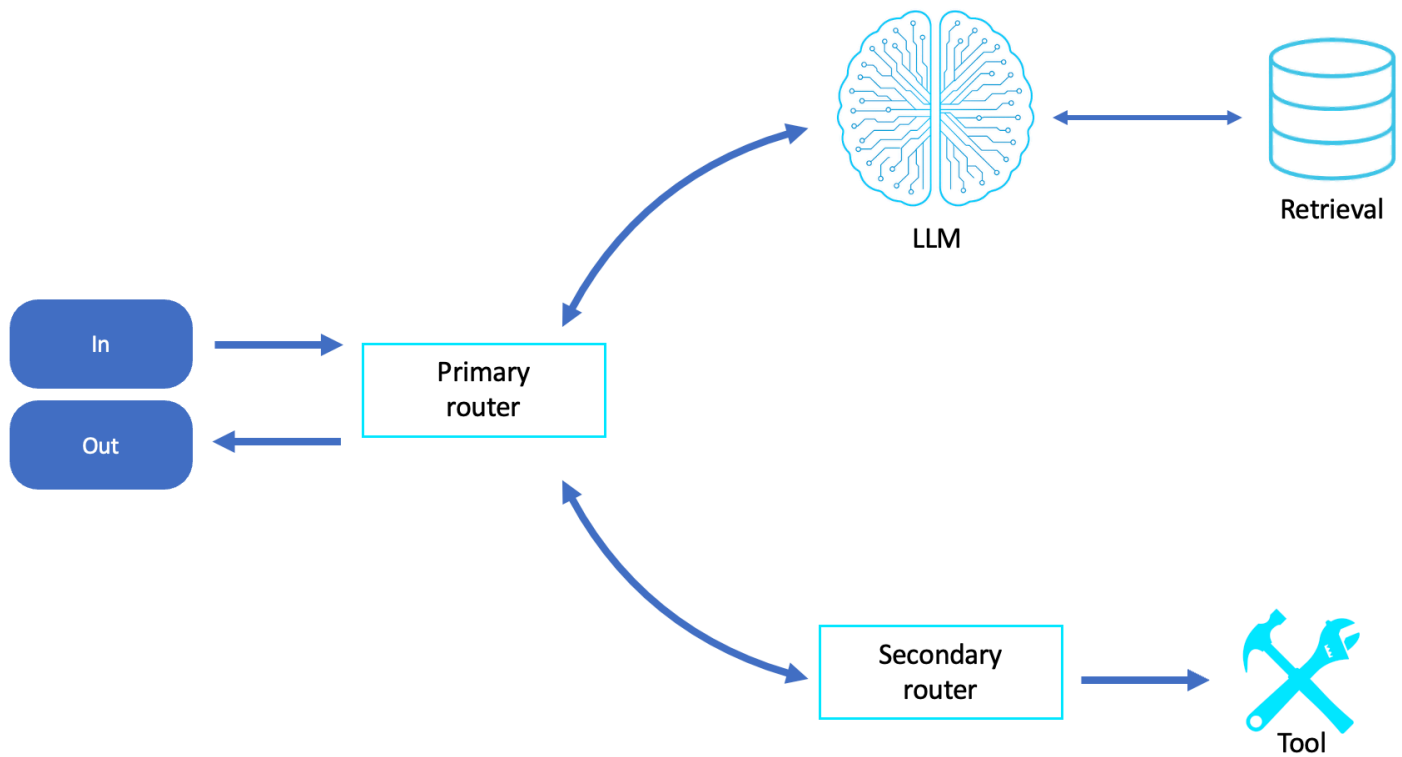 LLM
Retrieval
In
Primary
router
Out
Secondary
router
Tool